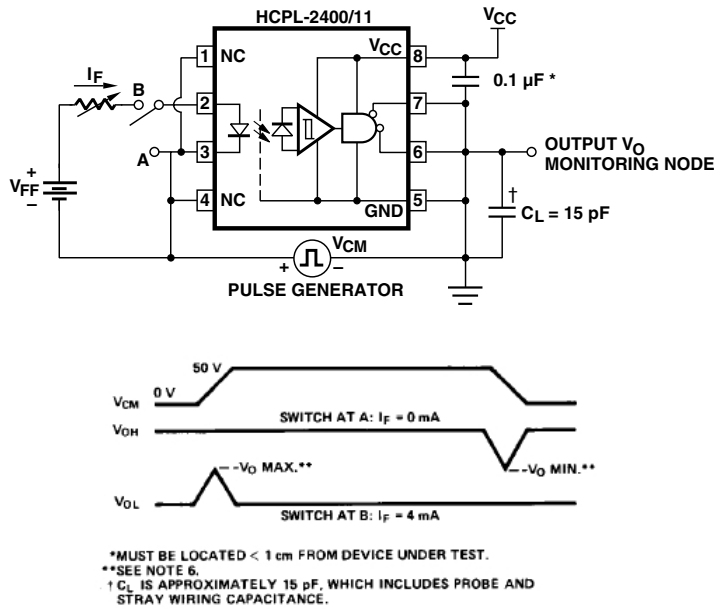 HCPL-2400/11
VCC
1 NC
VCC 8
0.1 µF *
IF
B
2
7
A
3
6
OUTPUT VO
MONITORING NODE
VFF
+
–
4 NC
GND 5
†
CL = 15 pF
VCM
+ –
PULSE GENERATOR
50 V
0 V
VCM
SWITCH AT A: IF = 0 mA
VOH
--VO MAX.**
--VO MIN.**
VOL
SWITCH AT B: IF = 4 mA
*MUST BE LOCATED < 1 cm FROM DEVICE UNDER TEST.
**SEE NOTE 6.
† CL IS APPROXIMATELY 15 pF, WHICH INCLUDES PROBE AND
STRAY WIRING CAPACITANCE.